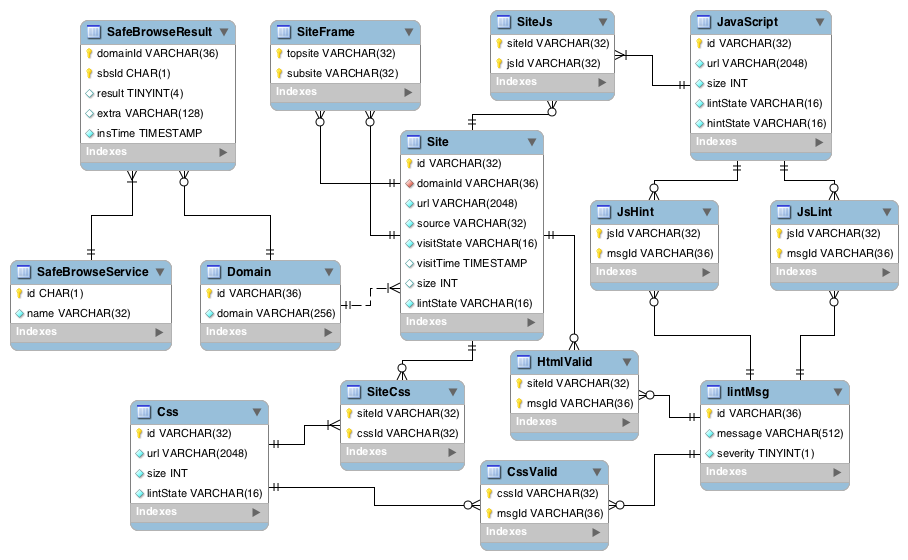 SafeBrowseResult
domainId VARCHAR(36)
sbsId CHAR(1)
result TINYINT(4)
extra VARCHAR(128)
insTime TIMESTAMP
Indexes
SiteFrame
topsite VARCHAR(32)
subsite VARCHAR(32)
Indexes
SiteJs
siteId VARCHAR(32)
jsId VARCHAR(32)
Indexes
JavaScript
id VARCHAR(32)
url VARCHAR(2048)
size INT
lintState VARCHAR(16)
hintState VARCHAR(16)
Indexes
Site
id VARCHAR(32)
domainId VARCHAR(36)
url VARCHAR(2048)
source VARCHAR(32)
visitState VARCHAR(16)
visitTime TIMESTAMP
size INT
lintState VARCHAR(16)
Indexes
JsHint
jsId VARCHAR(32)
msgId VARCHAR(36)
Indexes
JsLint
jsId VARCHAR(32)
msgId VARCHAR(36)
Indexes
SafeBrowseService
id CHAR(1)
name VARCHAR(32)
Indexes
Domain
id VARCHAR(36)
domain VARCHAR(256)
Indexes
HtmlValid
siteId VARCHAR(32)
msgId VARCHAR(36)
Indexes
lintMsg
id VARCHAR(36)
message VARCHAR(512)
severity TINYINT(1)
Indexes
SiteCss
siteId VARCHAR(32)
cssId VARCHAR(32)
Indexes
Css
id VARCHAR(32)
url VARCHAR(2048)
size INT
lintState VARCHAR(16)
Indexes
CssValid
cssId VARCHAR(32)
msgId VARCHAR(36)
Indexes